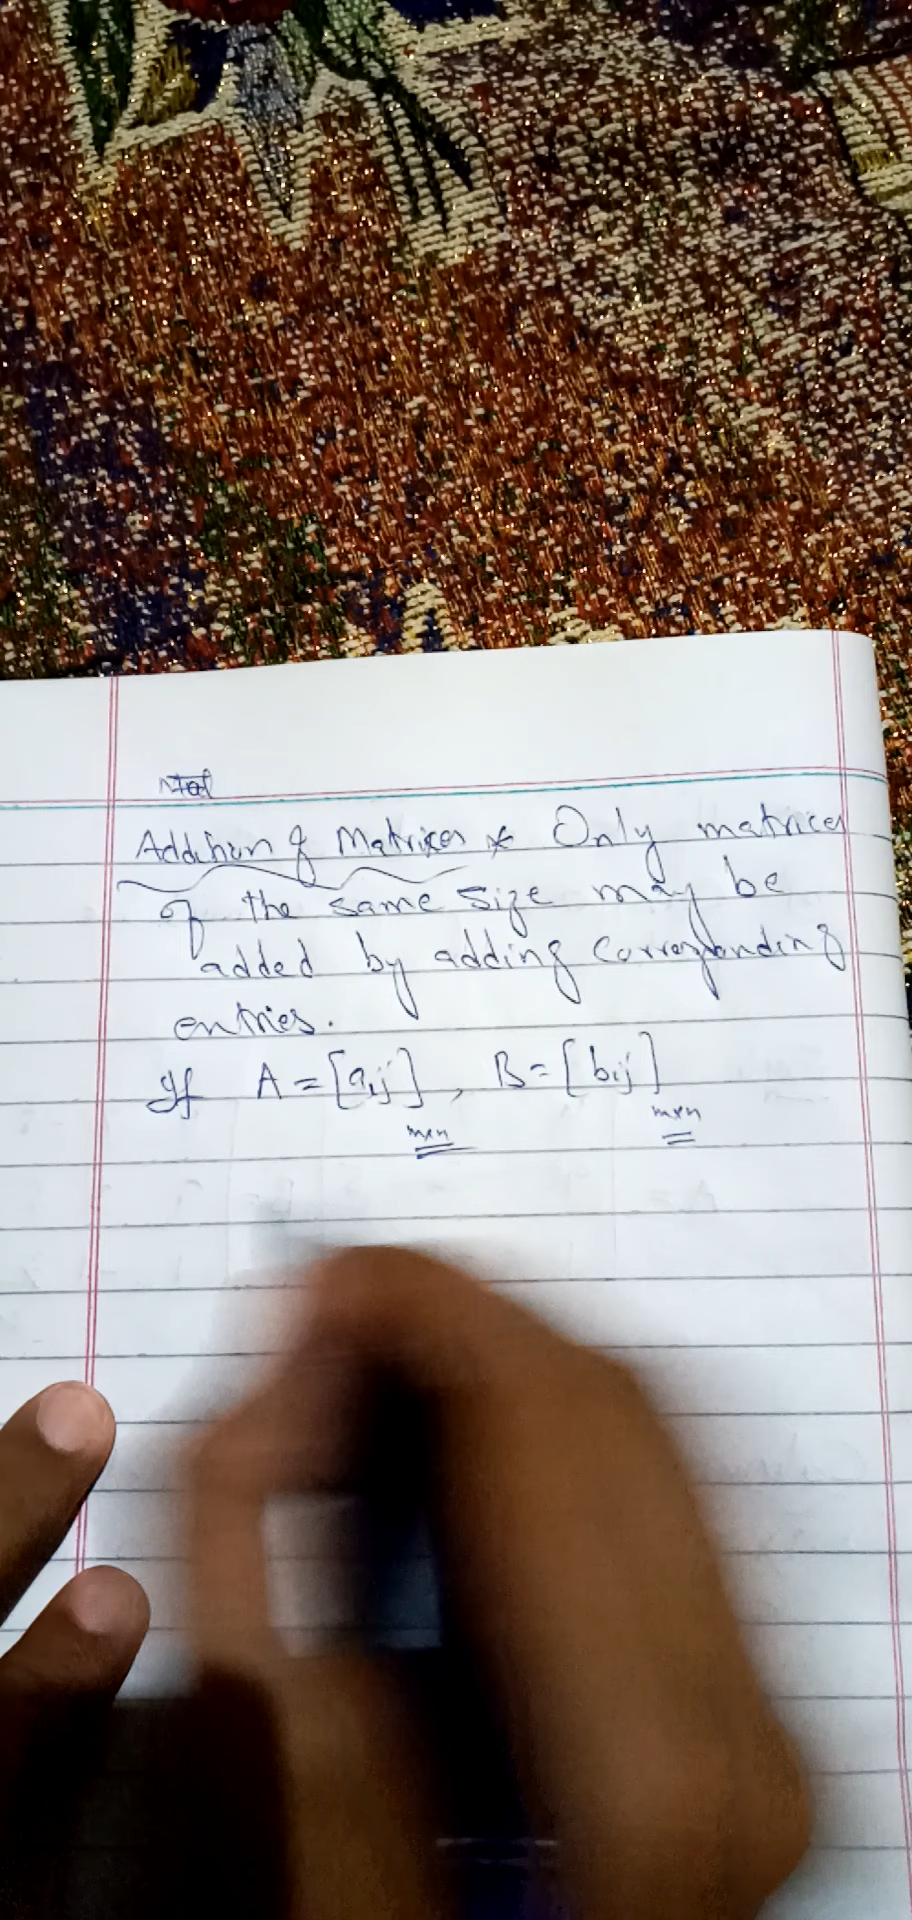 Addition of Matrices * Only matrices
of the same size may be
added by adding corresponding
entries.
If A = [aij] m×n, B = [bij] m×n